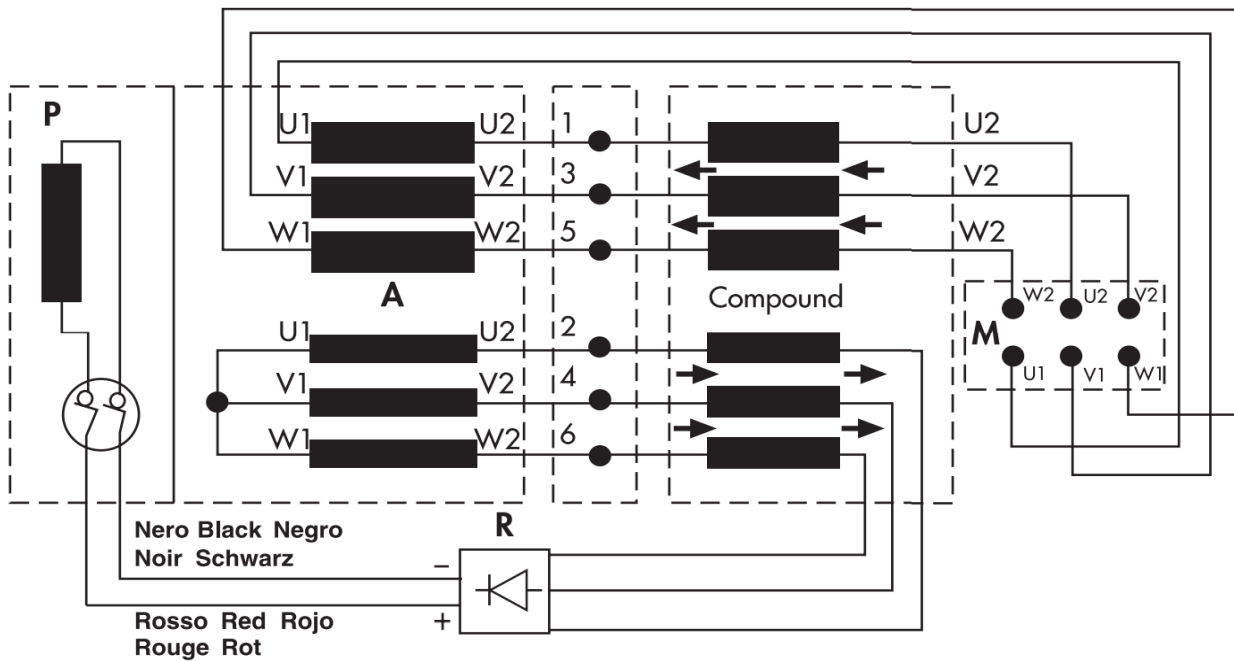 P
U1 U2 1 U2
V1 V2 3 V2
W1 W2 5 W2
A
Compound
W2 U2 V2
M
U1 V1 W1
U1 U2 2
V1 V2 4
W1 W2 6
R
Nero Black Negro
Noir Schwarz
–
+
Rosso Red Rojo
Rouge Rot